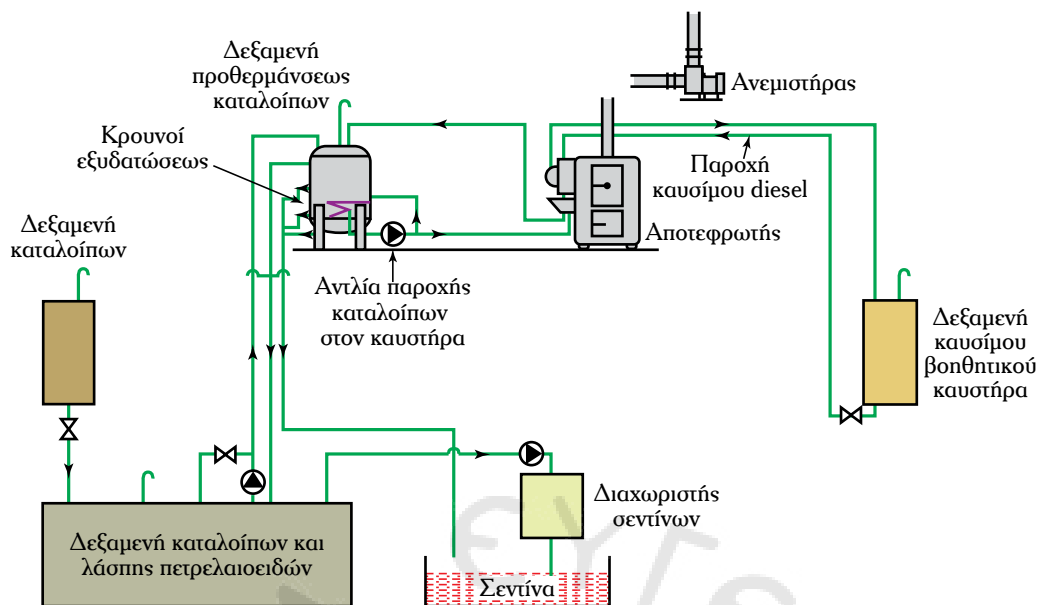 Δεξαμενή
προθερμάνσεως
καταλοίπων
Ανεμιστήρας
Κρουνοί
εξυδατώσεως
Παροχή
καυσίμου diesel
Δεξαμενή
καταλοίπων
Αποτεφρωτής
Αντλία παροχής
καταλοίπων
στον καυστήρα
Δεξαμενή
καυσίμου
βοηθητικού
καυστήρα
Διαχωριστής
σεντίνων
Δεξαμενή καταλοίπων και
λάσπης πετρελαιοειδών
Σεντίνα